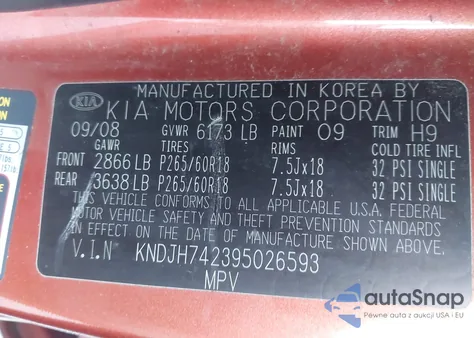 MANUFACTURED IN KOREA BY
KIA KIA MOTORS CORPORATION
09/08 GVWR 6173 LB PAINT 09 TRIM H9
GAWR TIRES RIMS COLD TIRE INFL
FRONT 2866 LB P265/60R18 7.5Jx18 32 PSI SINGLE
REAR 3638 LB P265/60R18 7.5Jx18 32 PSI SINGLE
THIS VEHICLE CONFORMS TO ALL APPLICABLE U.S.A. FEDERAL
MOTOR VEHICLE SAFETY AND THEFT PREVENTION STANDARDS
IN EFFECT ON THE DATE OF MANUFACTURE SHOWN ABOVE.
V.I.N KNDJH742395026593
MPV
autoSnap
Pewne auta z aukcji USA i EU